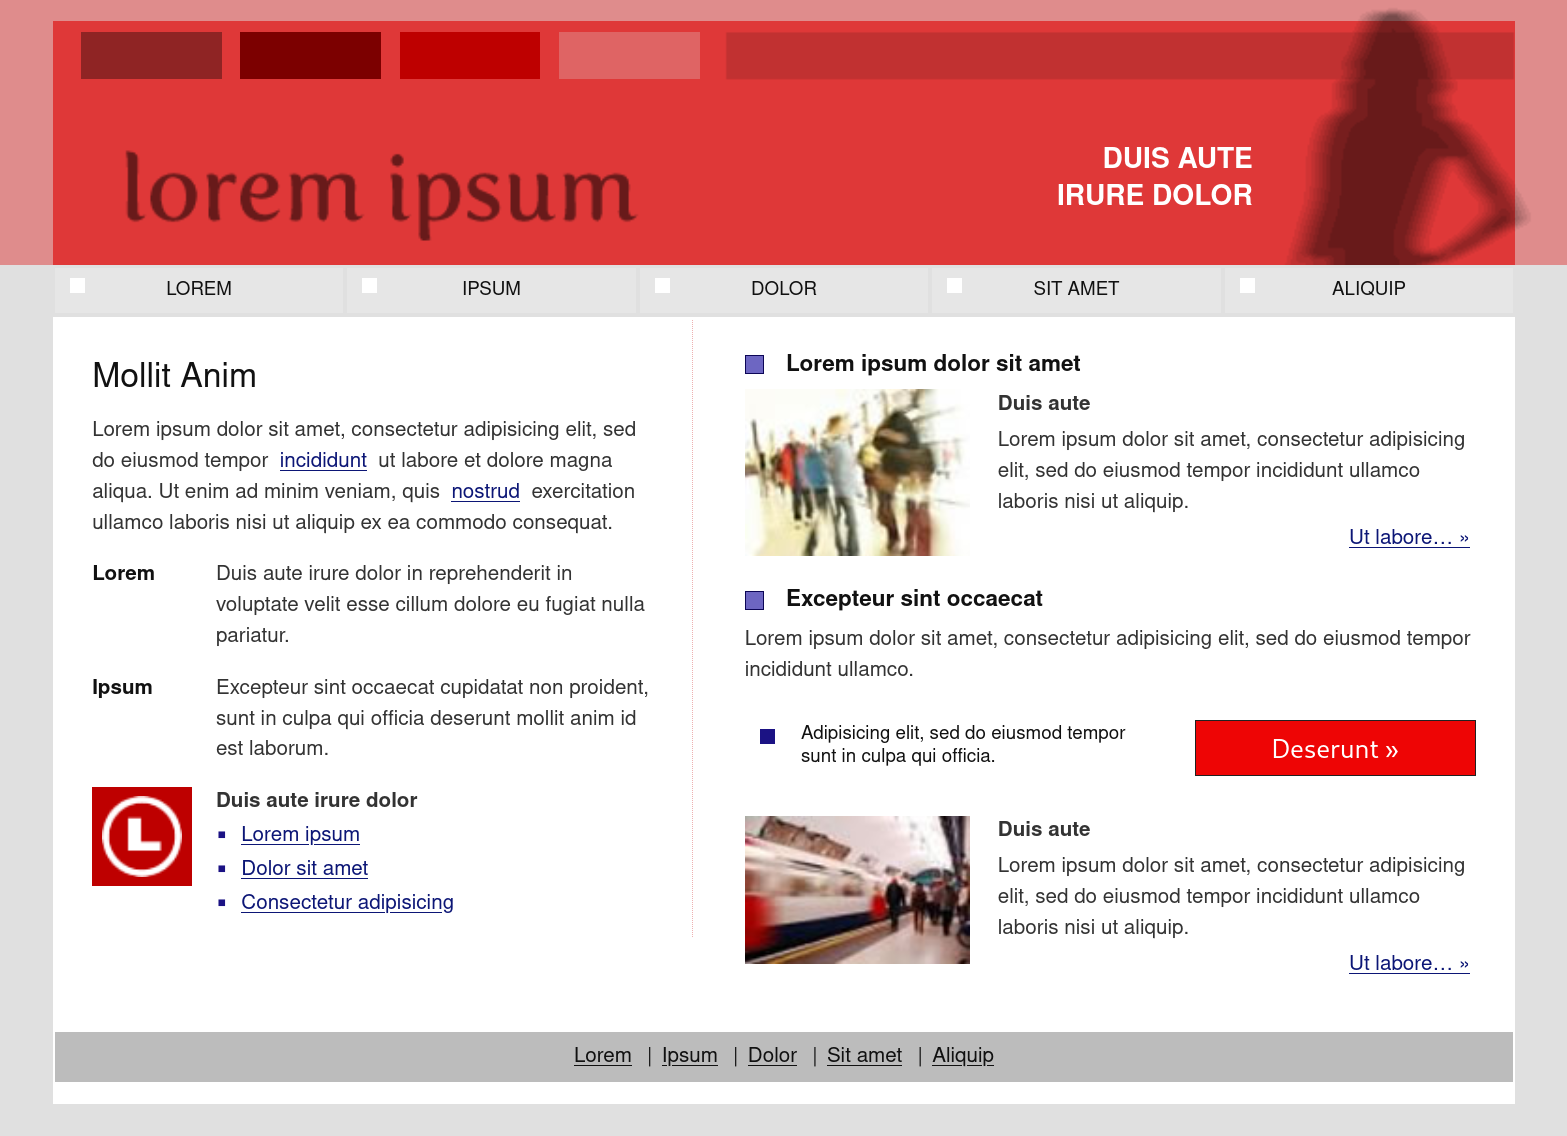 lorem ipsum
DUIS AUTE
IRURE DOLOR
LOREM
IPSUM
DOLOR
SIT AMET
ALIQUIP
Mollit Anim
Lorem ipsum dolor sit amet, consectetur adipisicing elit, sed
do eiusmod tempor incididunt ut labore et dolore magna
aliqua. Ut enim ad minim veniam, quis nostrud exercitation
ullamco laboris nisi ut aliquip ex ea commodo consequat.
Lorem
Duis aute irure dolor in reprehenderit in
voluptate velit esse cillum dolore eu fugiat nulla
pariatur.
Ipsum
Excepteur sint occaecat cupidatat non proident,
sunt in culpa qui officia deserunt mollit anim id
est laborum.
L
Duis aute irure dolor
Lorem ipsum
Dolor sit amet
Consectetur adipisicing
Lorem ipsum dolor sit amet
Duis aute
Lorem ipsum dolor sit amet, consectetur adipisicing
elit, sed do eiusmod tempor incididunt ullamco
laboris nisi ut aliquip.
Ut labore… »
Excepteur sint occaecat
Lorem ipsum dolor sit amet, consectetur adipisicing elit, sed do eiusmod tempor
incididunt ullamco.
Adipisicing elit, sed do eiusmod tempor
sunt in culpa qui officia.
Deserunt »
Duis aute
Lorem ipsum dolor sit amet, consectetur adipisicing
elit, sed do eiusmod tempor incididunt ullamco
laboris nisi ut aliquip.
Ut labore… »
Lorem | Ipsum | Dolor | Sit amet | Aliquip